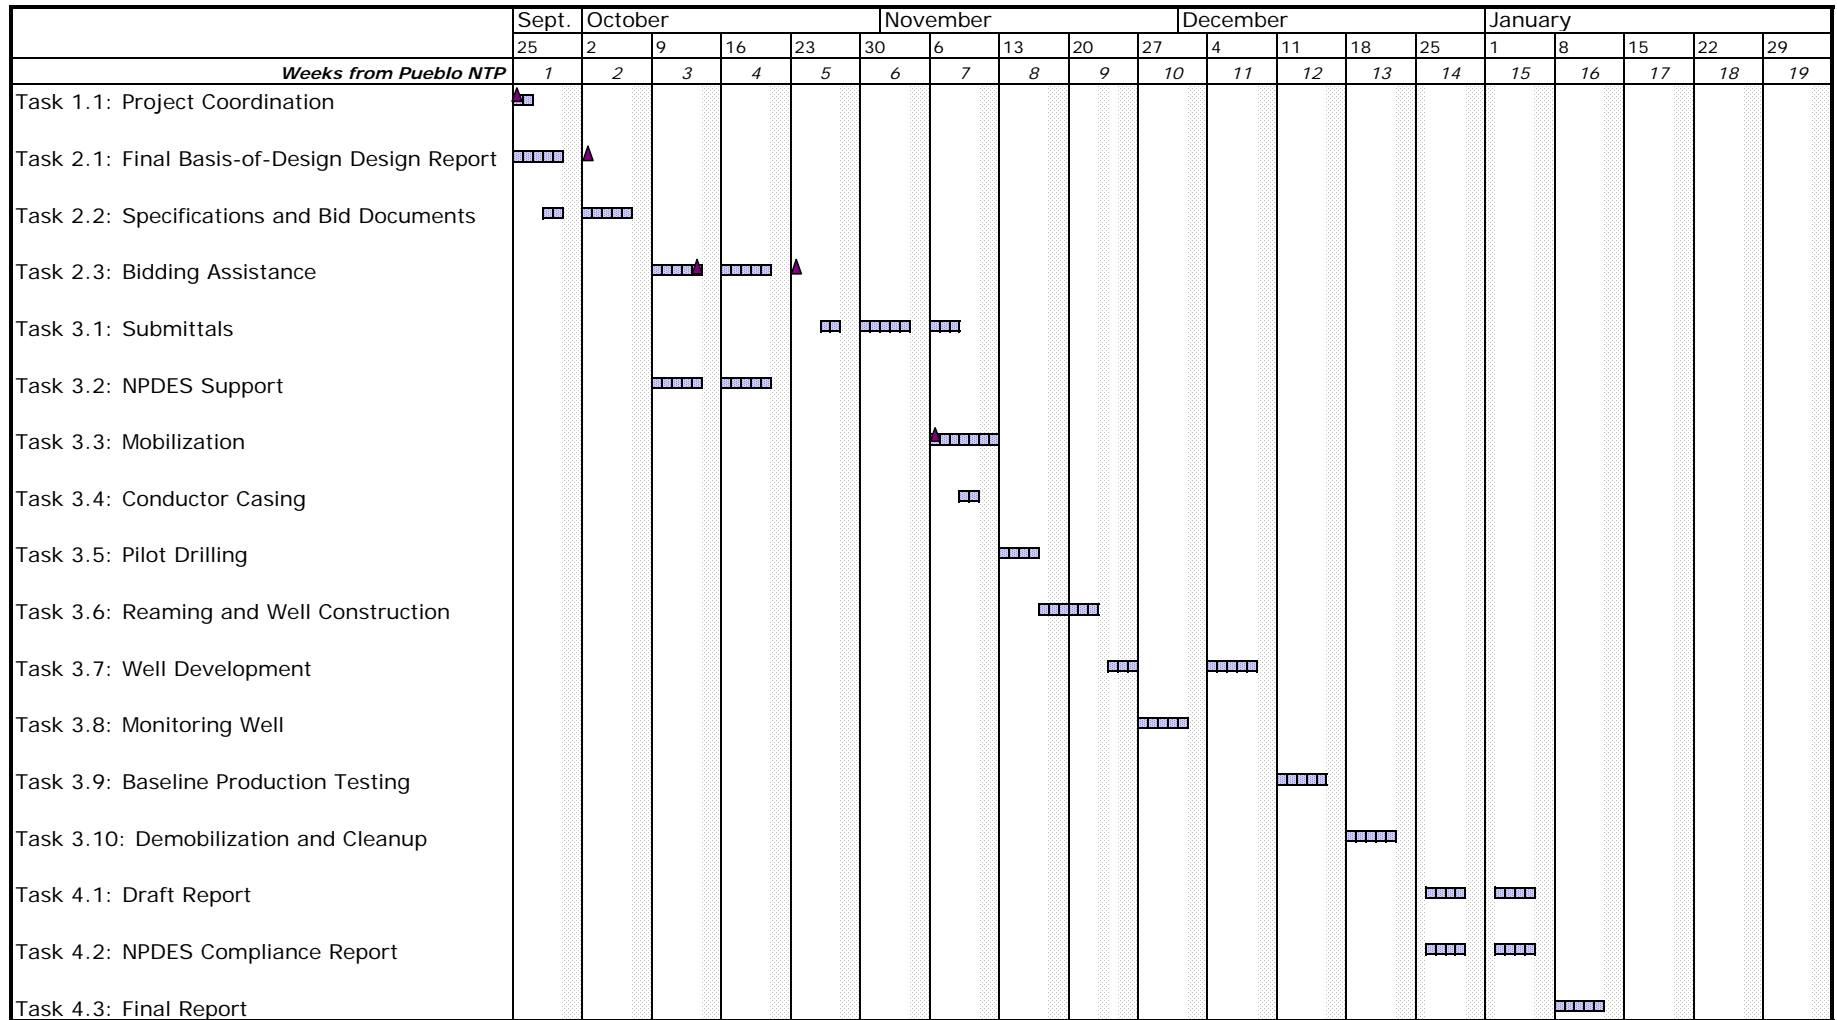 Sept. October November December January
25 2 9 16 23 30 6 13 20 27 4 11 18 25 1 8 15 22 29
Weeks from Pueblo NTP 1 2 3 4 5 6 7 8 9 10 11 12 13 14 15 16 17 18 19
Task 1.1: Project Coordination
Task 2.1: Final Basis-of-Design Design Report
Task 2.2: Specifications and Bid Documents
Task 2.3: Bidding Assistance
Task 3.1: Submittals
Task 3.2: NPDES Support
Task 3.3: Mobilization
Task 3.4: Conductor Casing
Task 3.5: Pilot Drilling
Task 3.6: Reaming and Well Construction
Task 3.7: Well Development
Task 3.8: Monitoring Well
Task 3.9: Baseline Production Testing
Task 3.10: Demobilization and Cleanup
Task 4.1: Draft Report
Task 4.2: NPDES Compliance Report
Task 4.3: Final Report